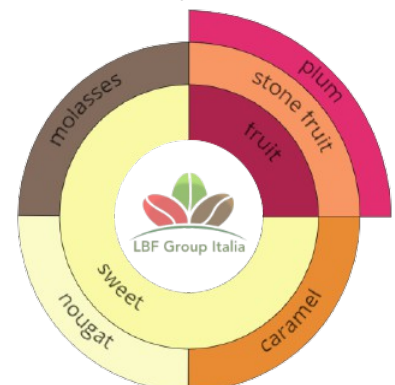 plum
stone fruit
fruit
molasses
LBF Group Italia
sweet
nougat
caramel